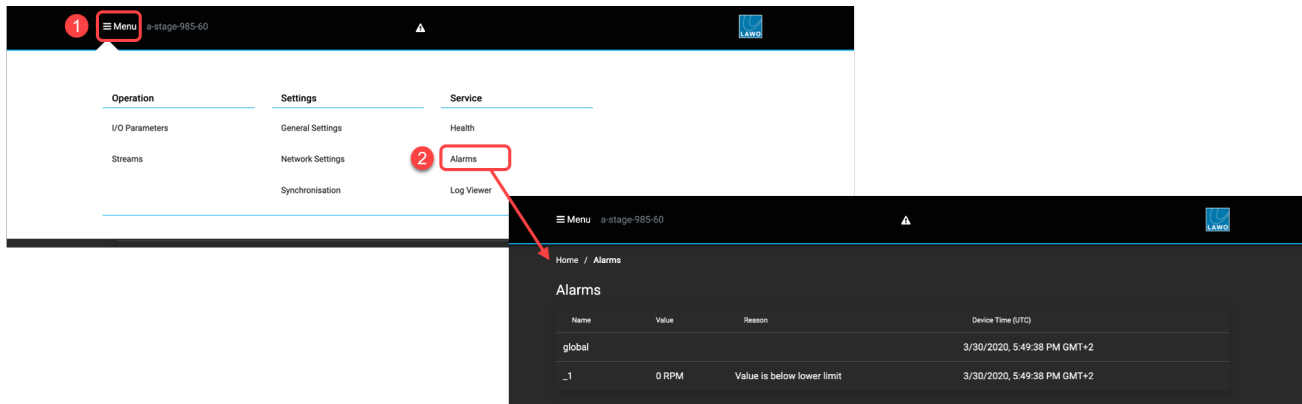 1 ☰ Menu a-stage-985-60
LAWO
Operation Settings Service
I/O Parameters General Settings Health
Streams Network Settings 2 Alarms
Synchronisation Log Viewer
☰ Menu a-stage-985-60
LAWO
Home / Alarms
Alarms
Name Value Reason Device Time (UTC)
global 3/30/2020, 5:49:38 PM GMT+2
_1 0 RPM Value is below lower limit 3/30/2020, 5:49:38 PM GMT+2